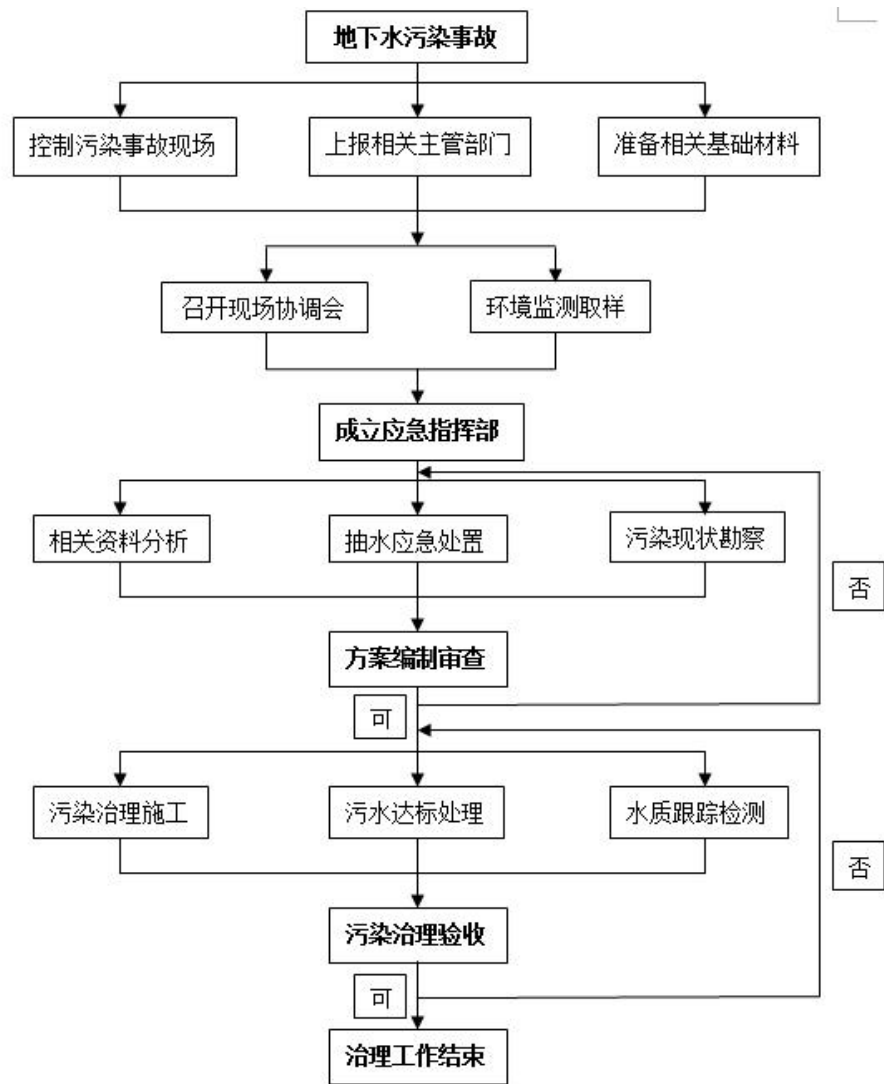 地下水污染事故
控制污染事故现场
上报相关主管部门
准备相关基础材料
召开现场协调会
环境监测取样
成立应急指挥部
相关资料分析
抽水应急处置
污染现状勘察
否
方案编制审查
可
污染治理施工
污水达标处理
水质跟踪检测
否
污染治理验收
可
治理工作结束